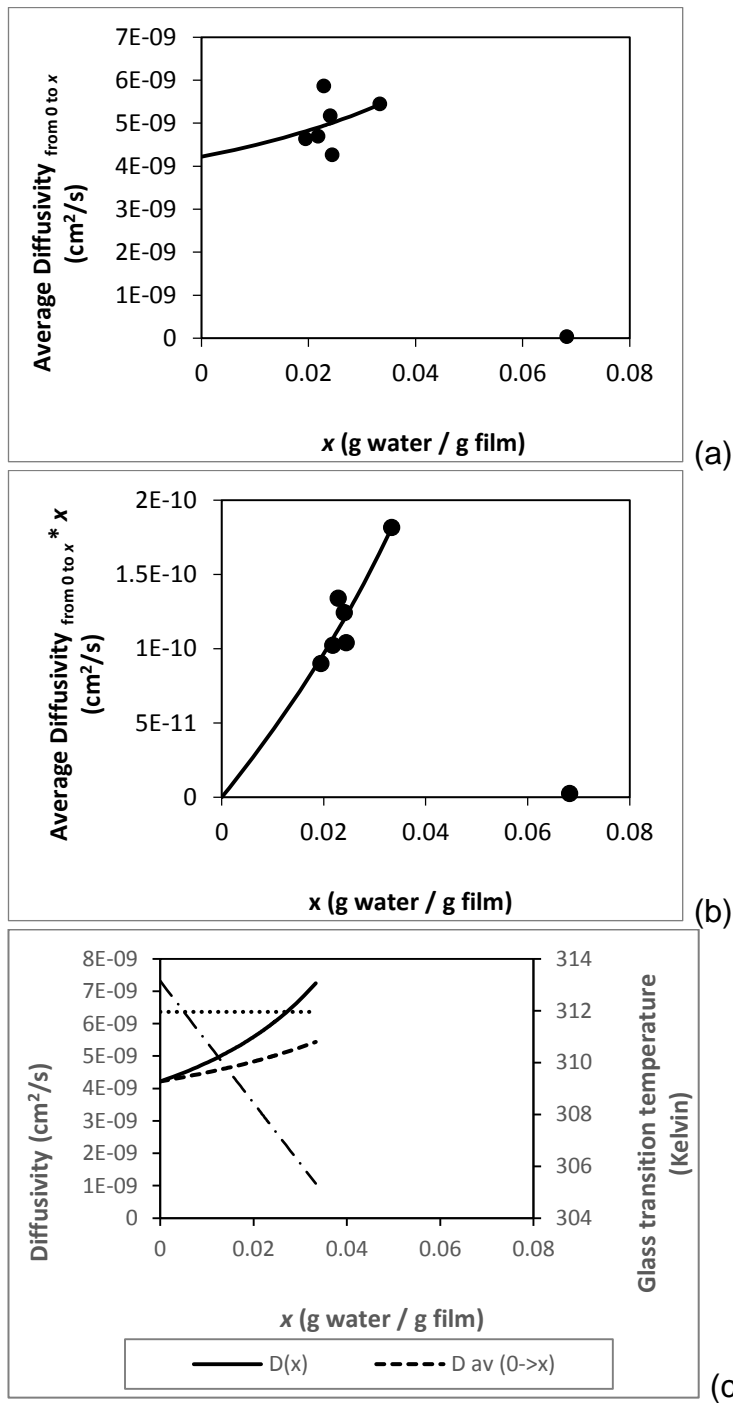 7E-09
6E-09
5E-09
4E-09
3E-09
2E-09
1E-09
0
0 0.02 0.04 0.06 0.08
Average Diffusivity from 0 to x
(cm²/s)
x (g water / g film)
(a)
2E-10
1.5E-10
1E-10
5E-11
0
0 0.02 0.04 0.06 0.08
Average Diffusivity from 0 to x * x
(cm²/s)
x (g water / g film)
(b)
8E-09
7E-09
6E-09
5E-09
4E-09
3E-09
2E-09
1E-09
0
314
312
310
308
306
304
0 0.02 0.04 0.06 0.08
Diffusivity (cm²/s)
Glass transition temperature
(Kelvin)
x (g water / g film)
D(x) D av (0->x)
(c